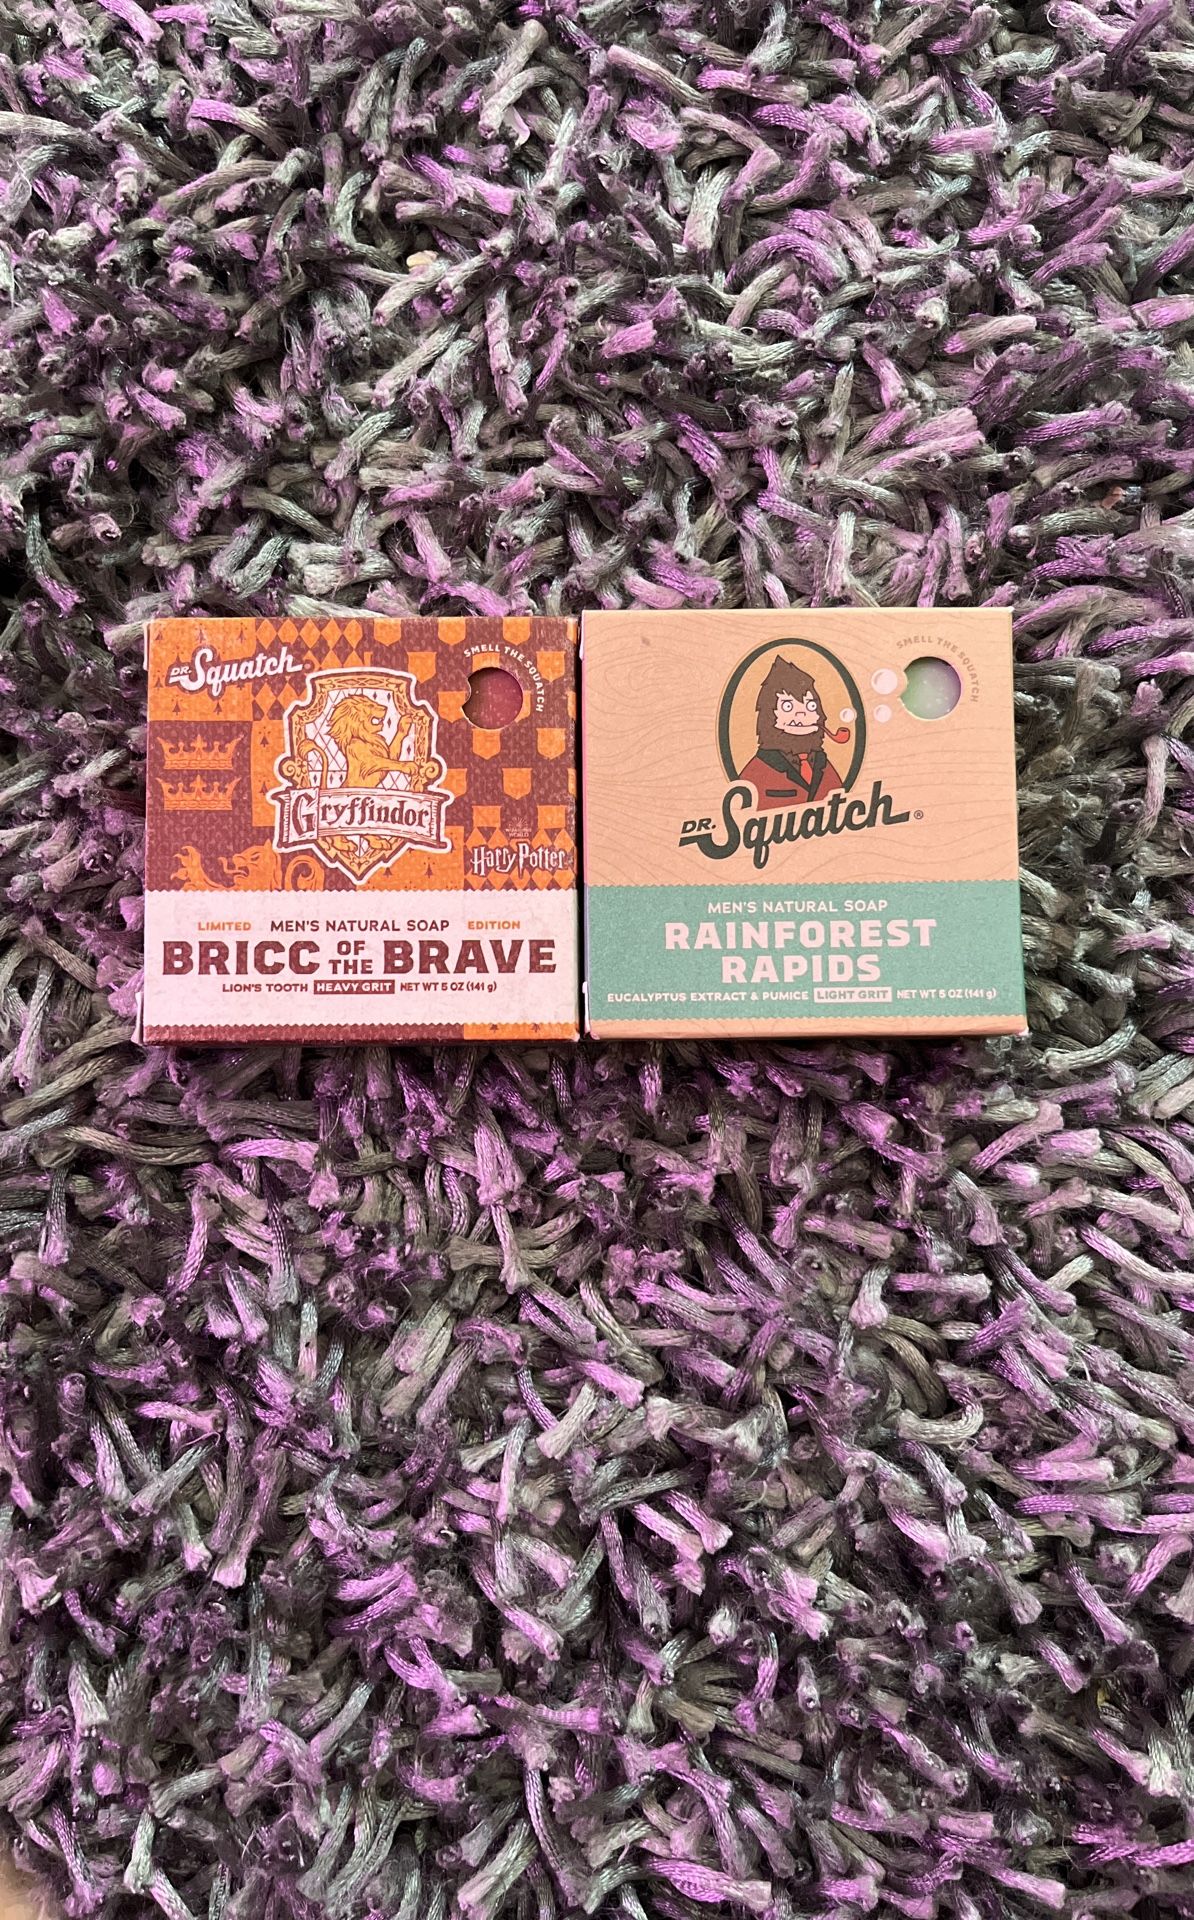 DR. Squatch
SMELL THE SQUATCH
Gryffindor
WIZARDING
WORLD
Harry Potter
LIMITED MEN'S NATURAL SOAP EDITION
BRICC OF THE BRAVE
LION'S TOOTH HEAVY GRIT NET WT 5 OZ (141 g)
SMELL THE SQUATCH
DR. Squatch®
MEN'S NATURAL SOAP
RAINFOREST
RAPIDS
EUCALYPTUS EXTRACT & PUMICE LIGHT GRIT NET WT 5 OZ (141 g)